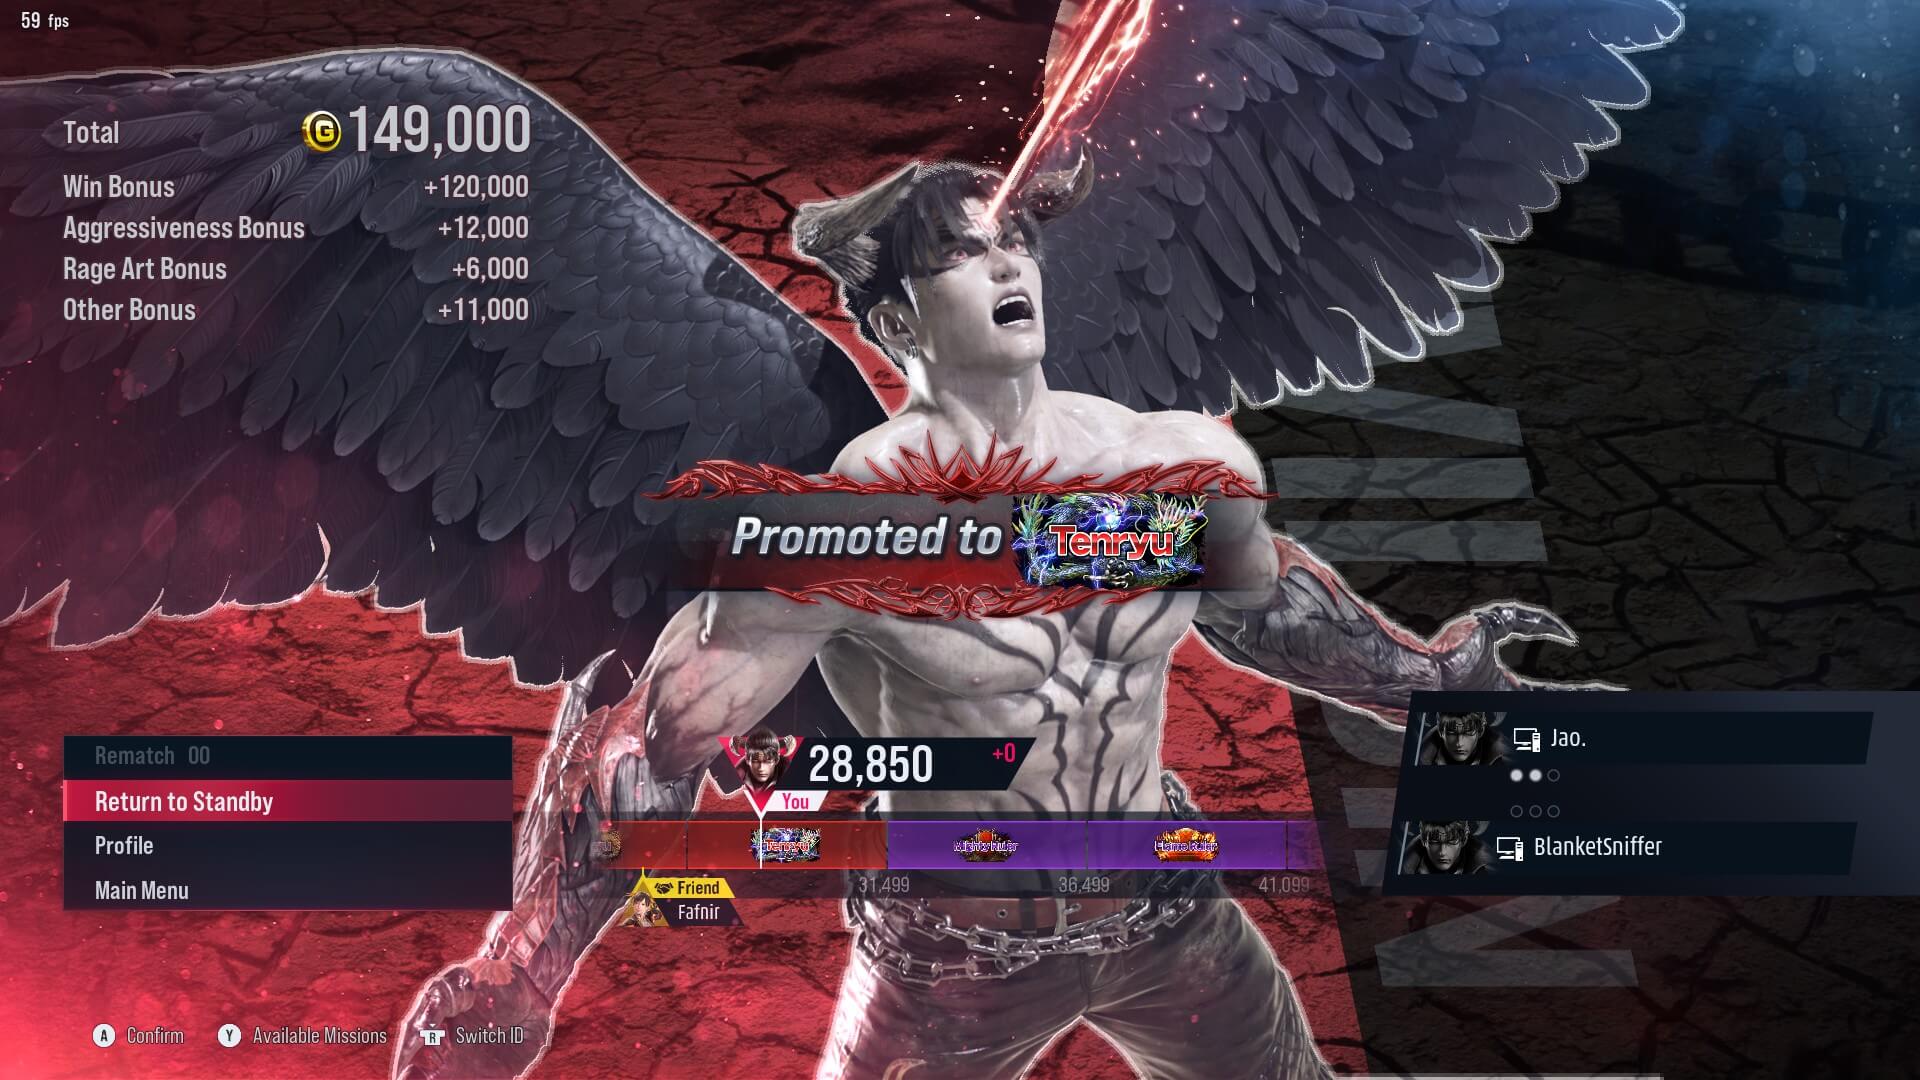 59 fps
Total G 149,000
Win Bonus +120,000
Aggressiveness Bonus +12,000
Rage Art Bonus +6,000
Other Bonus +11,000
Promoted to Tenryu
Rematch 00
Return to Standby
Profile
Main Menu
28,850 +0
You
Tenryu Mighty Ruler Flame Ruler
31,499 36,499 41,099
Friend
Fafnir
Jao.
BlanketSniffer
A Confirm Y Available Missions R Switch ID